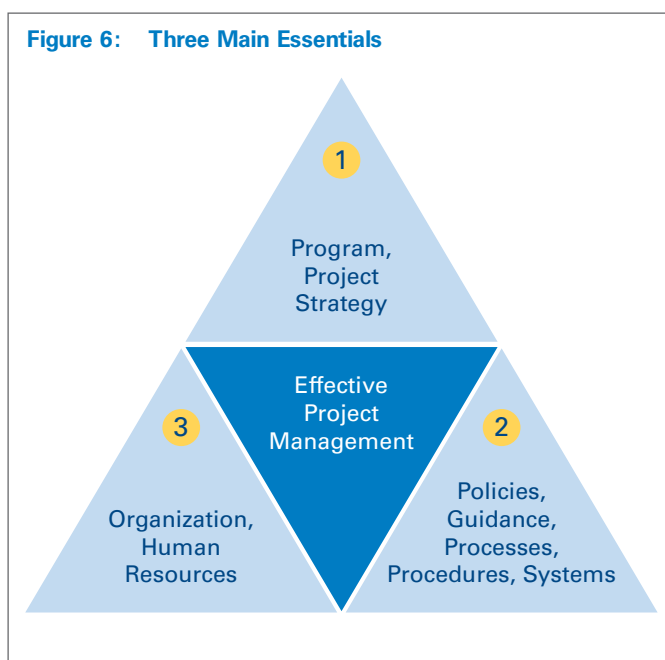 Figure 6: Three Main Essentials
1
Program,
Project
Strategy
Effective
Project
Management
3
Organization,
Human
Resources
2
Policies,
Guidance,
Processes,
Procedures, Systems